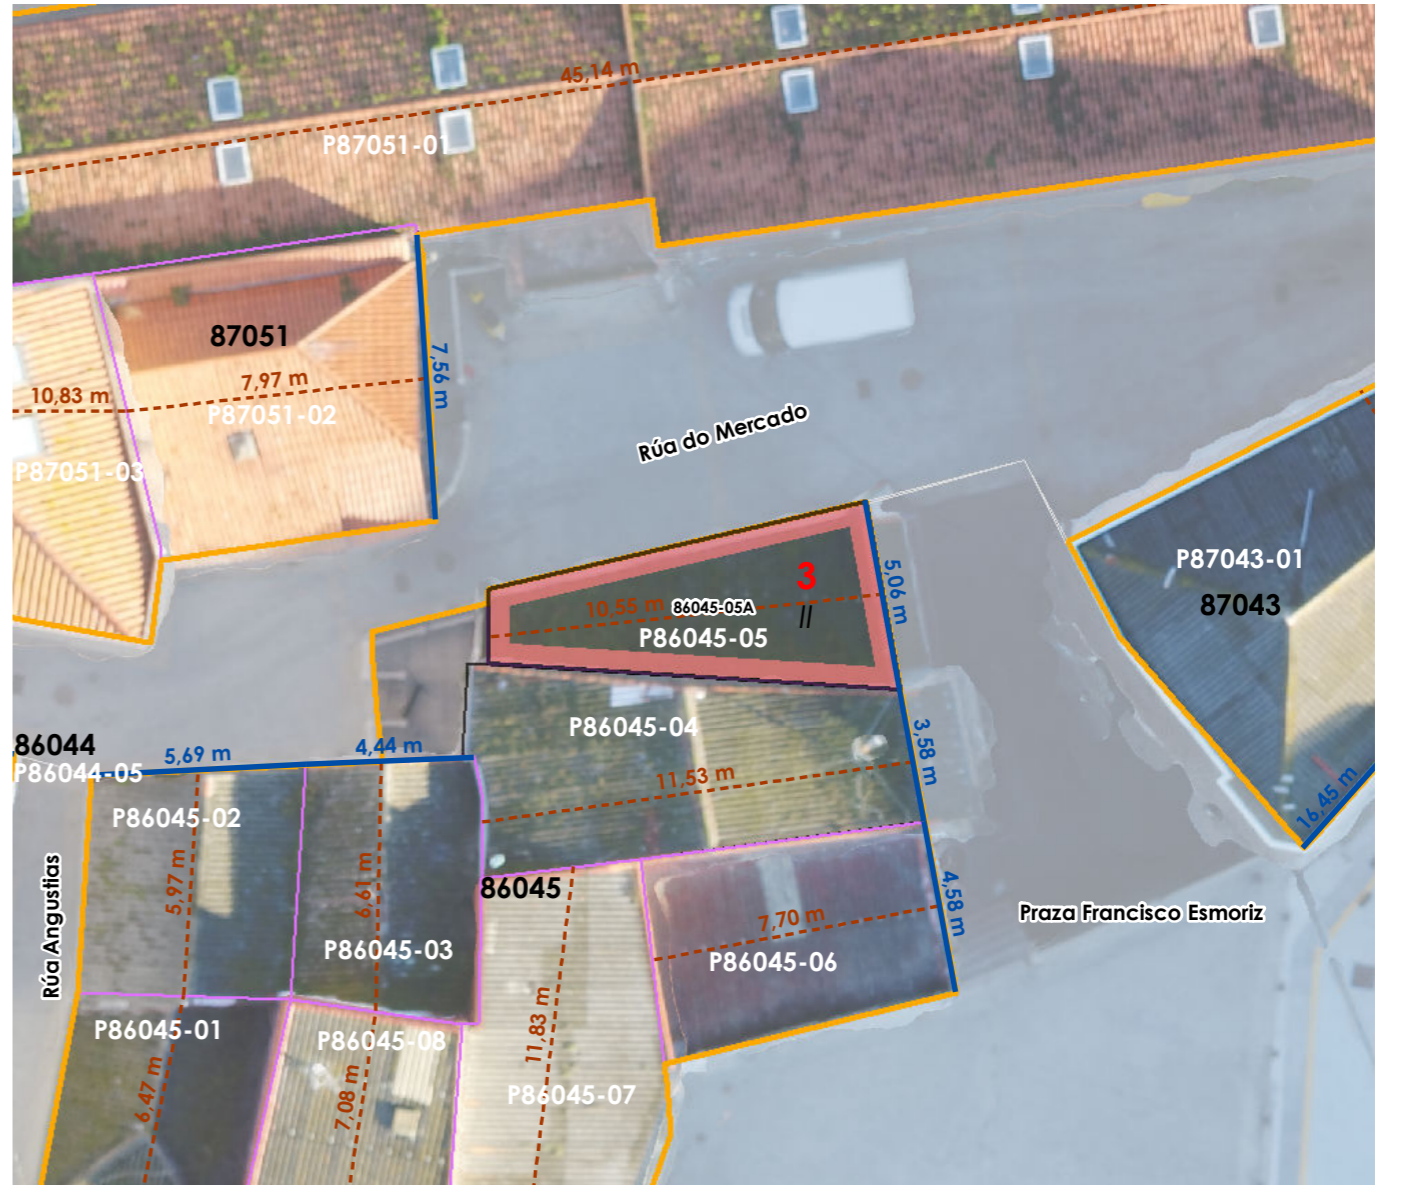 45,14 m
P87051-01
87051
7,97 m
7,56 m
10,83 m
P87051-02
Rúa do Mercado
P87051-03
P87043-01
3
5,06 m
87043
10,55 m
86045-05A
//
P86045-05
P86045-04
86044
5,69 m
4,44 m
3,58 m
P86044-05
11,53 m
16,45 m
P86045-02
5,97 m
6,61 m
86045
4,58 m
Rúa Angustias
7,70 m
Praza Francisco Esmoriz
P86045-03
P86045-06
P86045-01
P86045-08
11,83 m
6,47 m
7,08 m
P86045-07